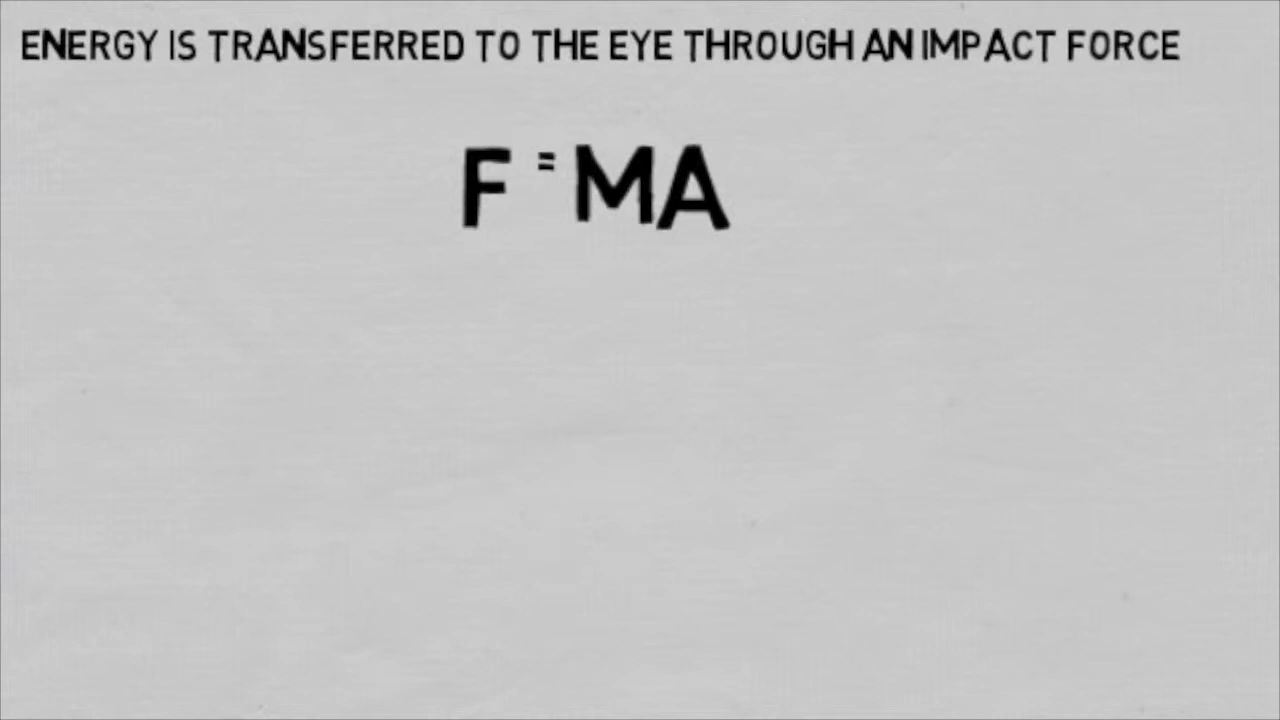 ENERGY IS TRANSFERRED TO THE EYE THROUGH AN IMPACT FORCE
F = MA